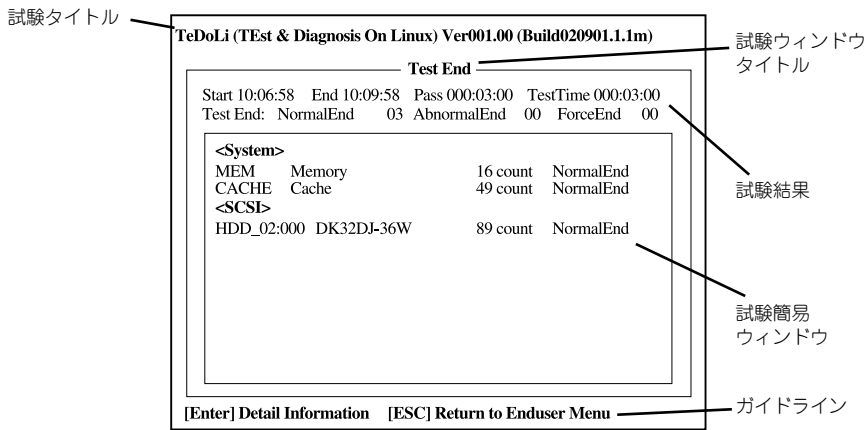 試験タイトル
TeDoLi (TEst & Diagnosis On Linux) Ver001.00 (Build020901.1.1m)
試験ウィンドウ
タイトル
Test End
Start 10:06:58 End 10:09:58 Pass 000:03:00 TestTime 000:03:00
Test End: NormalEnd 03 AbnormalEnd 00 ForceEnd 00
試験結果
<System>
MEM Memory 16 count NormalEnd
CACHE Cache 49 count NormalEnd
<SCSI>
HDD_02:000 DK32DJ-36W 89 count NormalEnd
試験簡易
ウィンドウ
[Enter] Detail Information [ESC] Return to Enduser Menu
ガイドライン